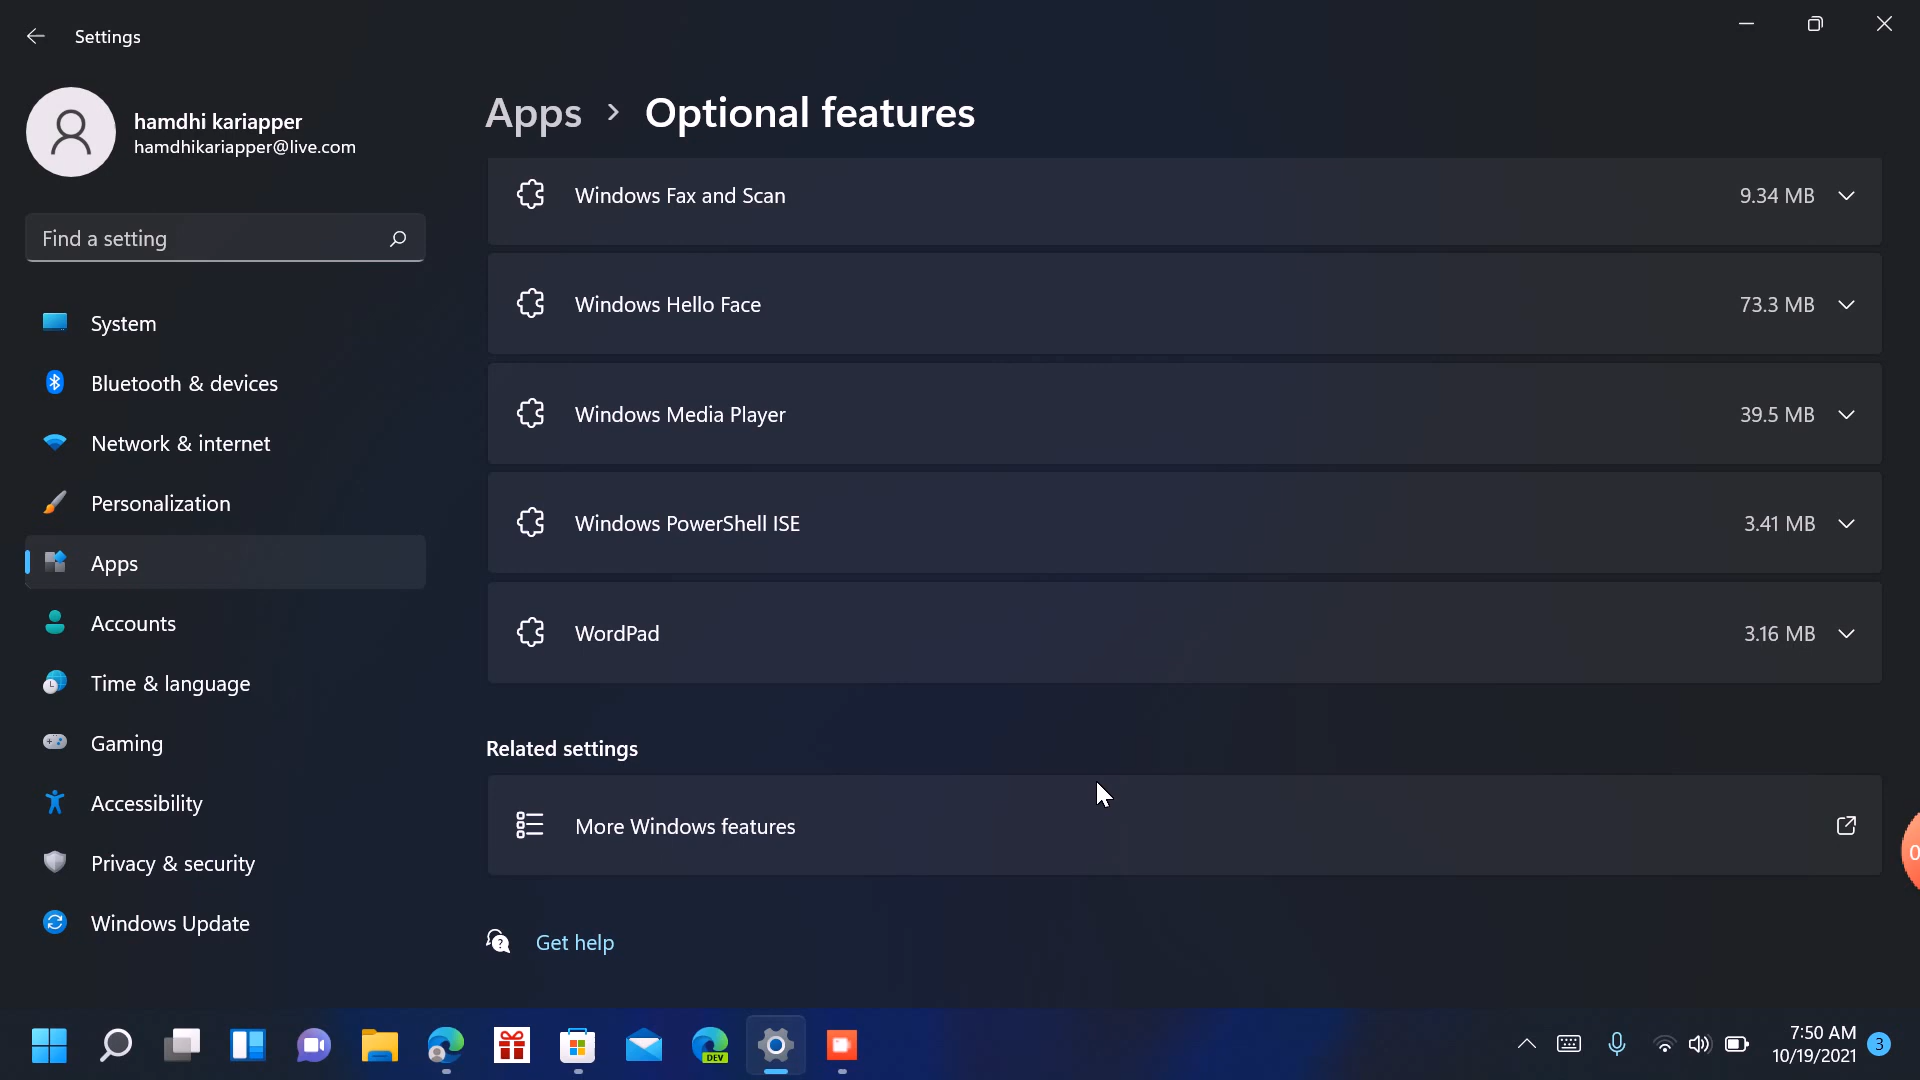 Settings
hamdhi kariapper
hamdhikariapper@live.com
Find a setting
System
Bluetooth & devices
Network & internet
Personalization
Apps
Accounts
Time & language
Gaming
Accessibility
Privacy & security
Windows Update
Apps > Optional features
Windows Fax and Scan 9.34 MB
Windows Hello Face 73.3 MB
Windows Media Player 39.5 MB
Windows PowerShell ISE 3.41 MB
WordPad 3.16 MB
Related settings
More Windows features
Get help
DEV
7:50 AM
10/19/2021
3